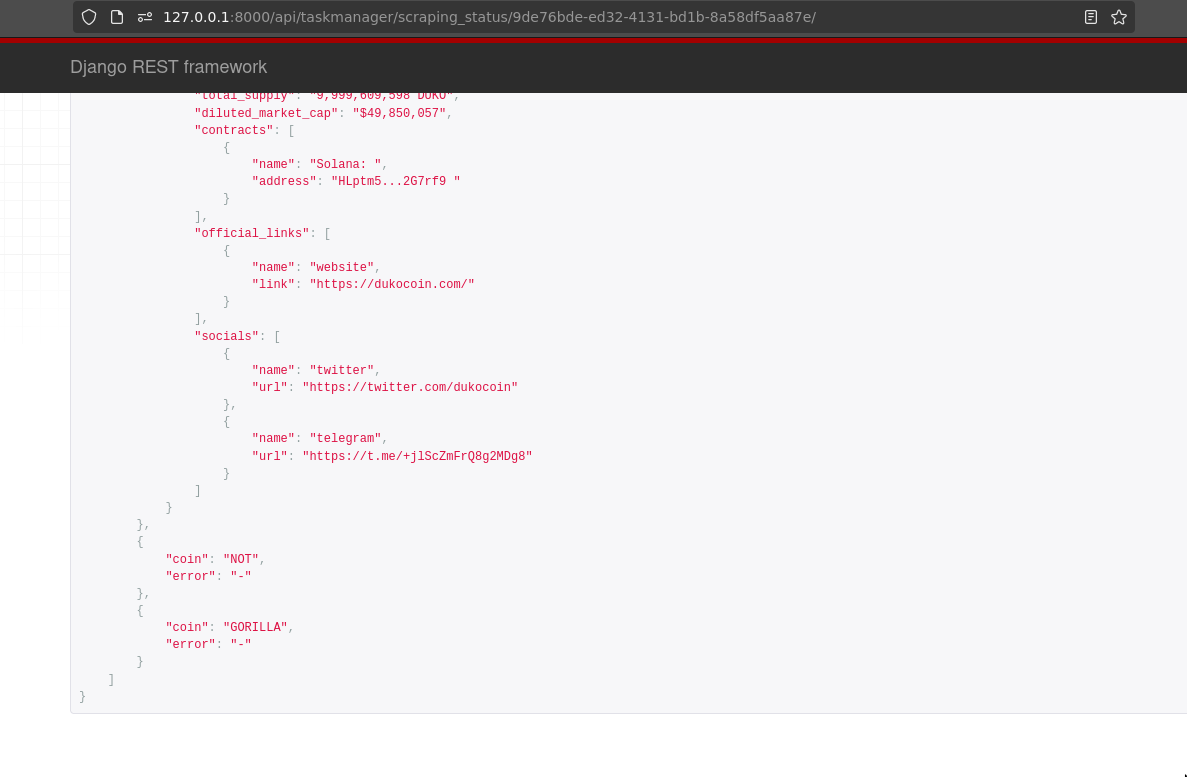 127.0.0.1:8000/api/taskmanager/scraping_status/9de76bde-ed32-4131-bd1b-8a58df5aa87e/
Django REST framework
"total_supply": "9,999,609,598 DUKO",
"diluted_market_cap": "$49,850,057",
"contracts": [
{
"name": "Solana: ",
"address": "HLptm5...2G7rf9 "
}
],
"official_links": [
{
"name": "website",
"link": "https://dukocoin.com/"
}
],
"socials": [
{
"name": "twitter",
"url": "https://twitter.com/dukocoin"
},
{
"name": "telegram",
"url": "https://t.me/+jlScZmFrQ8g2MDg8"
}
]
}
},
{
"coin": "NOT",
"error": "-"
},
{
"coin": "GORILLA",
"error": "-"
}
]
}